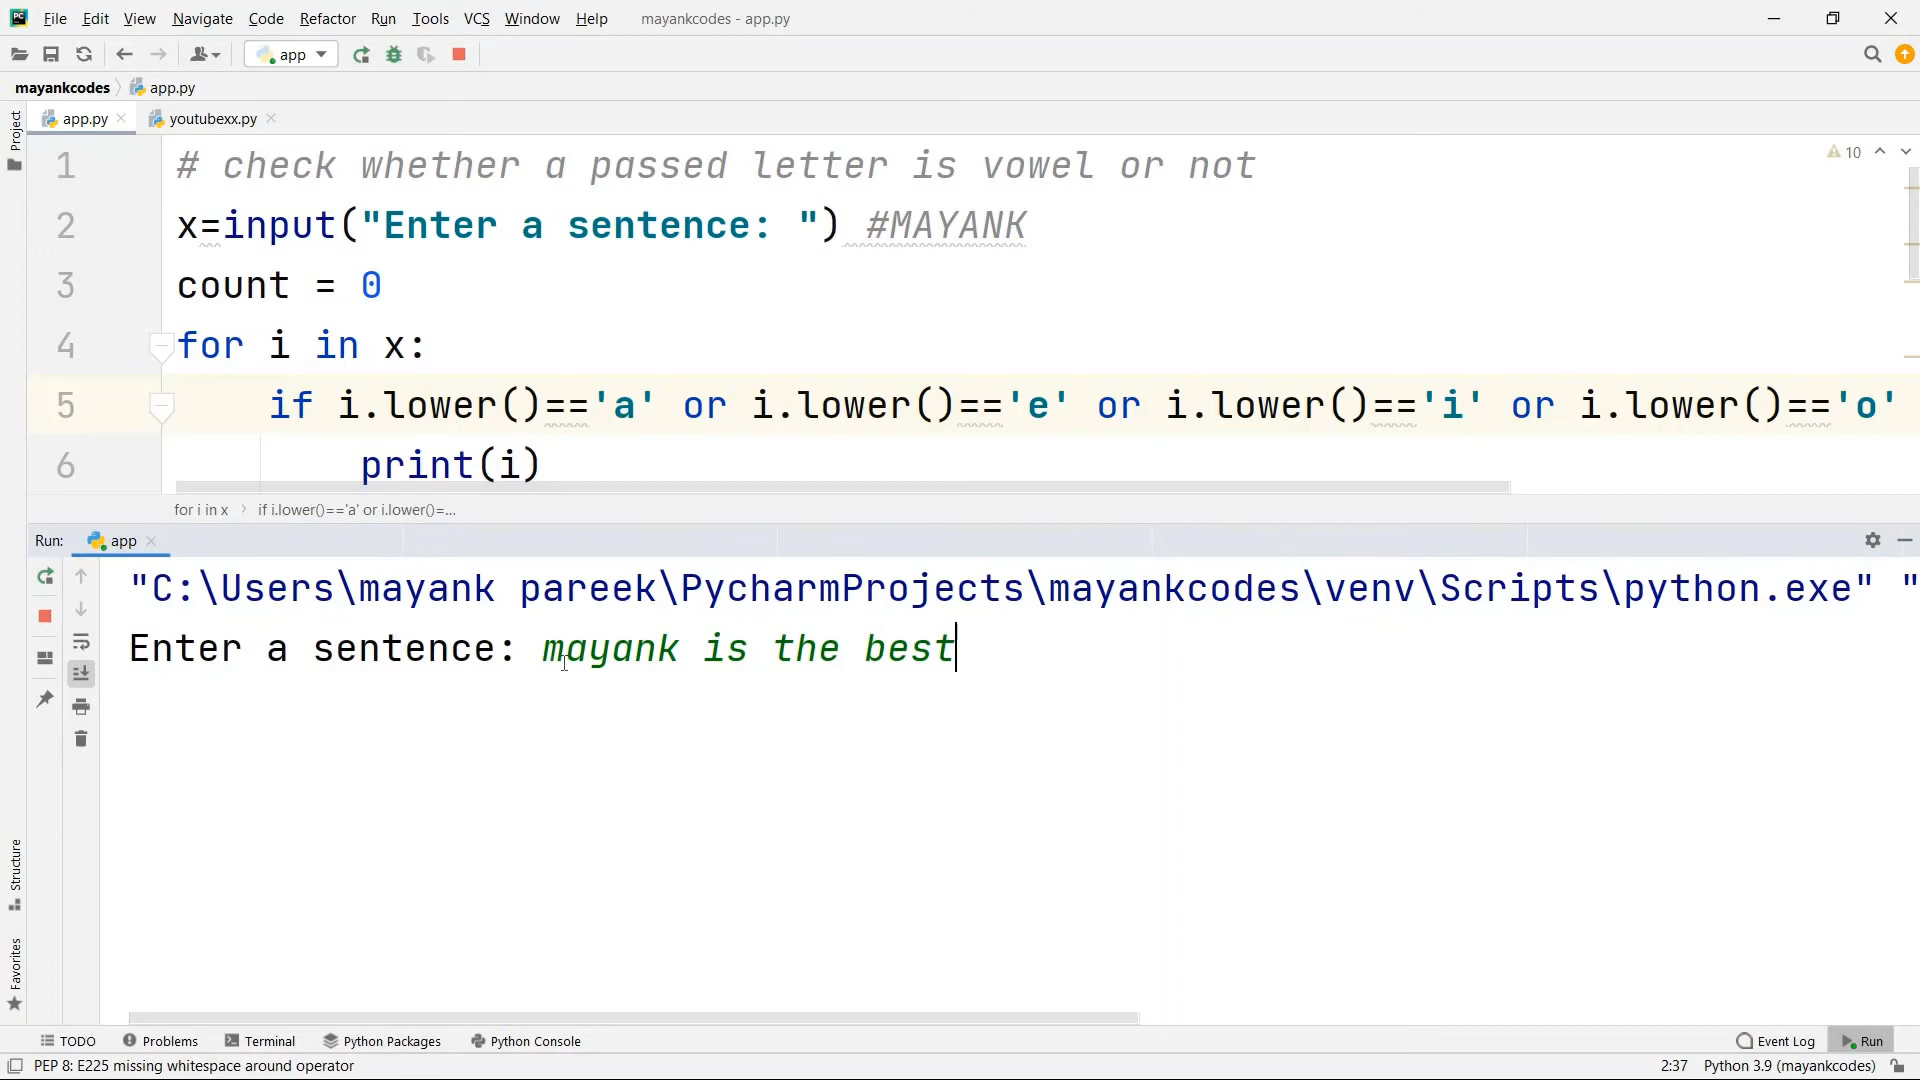 File Edit View Navigate Code Refactor Run Tools VCS Window Help mayankcodes - app.py
app
mayankcodes app.py
app.py youtubexx.py
Project
1 # check whether a passed letter is vowel or not
10
2 x=input("Enter a sentence: ") #MAYANK
3 count = 0
4 for i in x:
5 if i.lower()=='a' or i.lower()=='e' or i.lower()=='i' or i.lower()=='o'
6 print(i)
for i in x if i.lower()=='a' or i.lower()=...
Run: app
"C:\Users\mayank pareek\PycharmProjects\mayankcodes\venv\Scripts\python.exe" "
Enter a sentence: mayank is the best
Structure
Favorites
TODO Problems Terminal Python Packages Python Console Event Log Run
PEP 8: E225 missing whitespace around operator 2:37 Python 3.9 (mayankcodes)